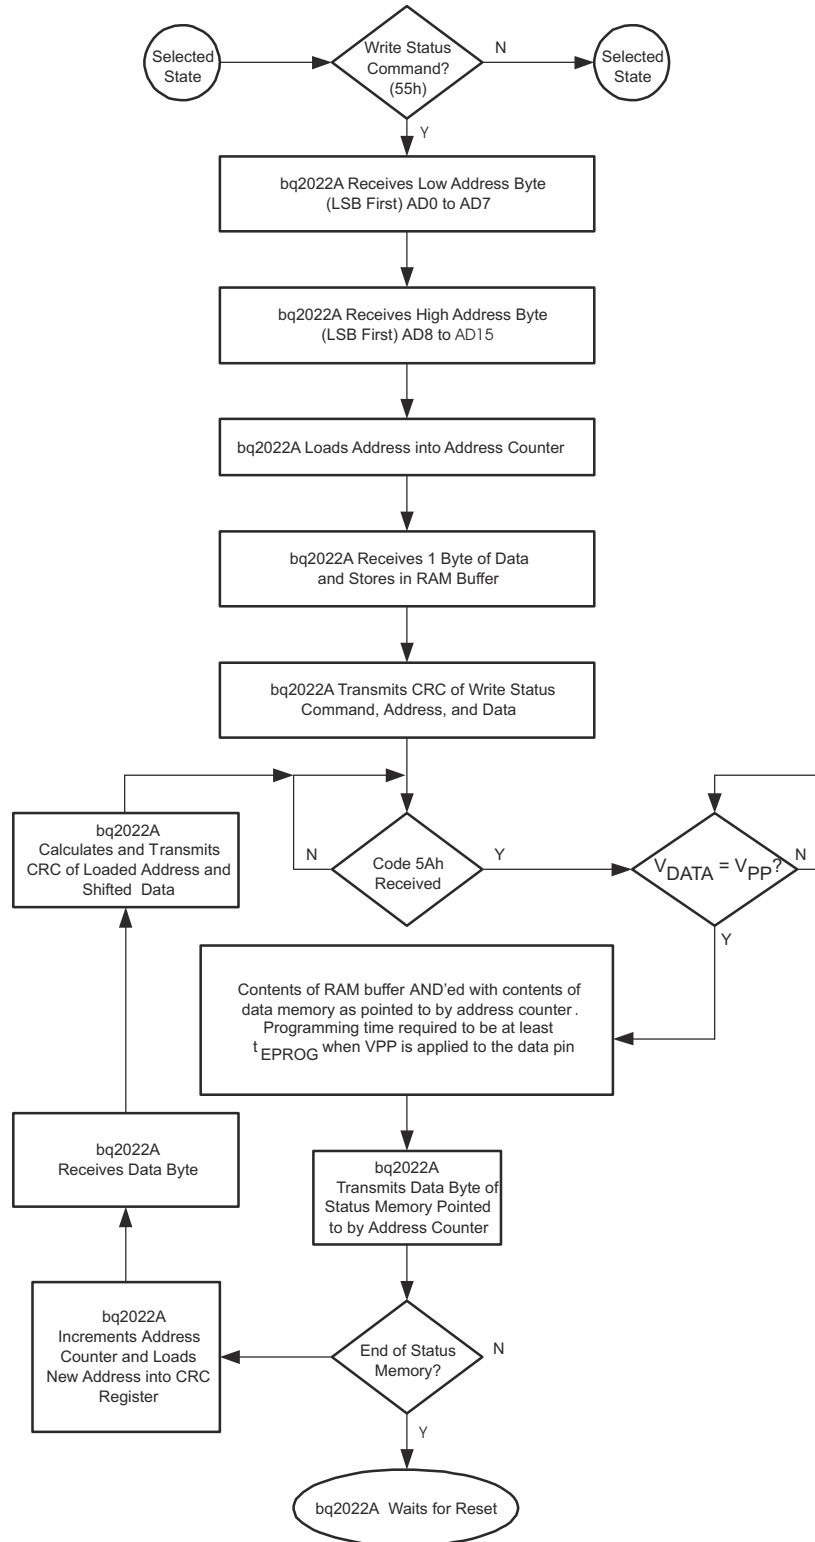 Selected
State
Write Status
Command?
(55h)
N
Selected
State
Y
bq2022A Receives Low Address Byte
(LSB First) AD0 to AD7
bq2022A Receives High Address Byte
(LSB First) AD8 to AD15
bq2022A Loads Address into Address Counter
bq2022A Receives 1 Byte of Data
and Stores in RAM Buffer
bq2022A Transmits CRC of Write Status
Command, Address, and Data
bq2022A
Calculates and Transmits
CRC of Loaded Address and
Shifted Data
N
Code 5Ah
Received
Y
VDATA = VPP?
N
Y
Contents of RAM buffer AND'ed with contents of
data memory as pointed to by address counter.
Programming time required to be at least
tEPROG when VPP is applied to the data pin
bq2022A
Receives Data Byte
bq2022A
Transmits Data Byte of
Status Memory Pointed
to by Address Counter
bq2022A
Increments Address
Counter and Loads
New Address into CRC
Register
End of Status
Memory?
N
Y
bq2022A Waits for Reset